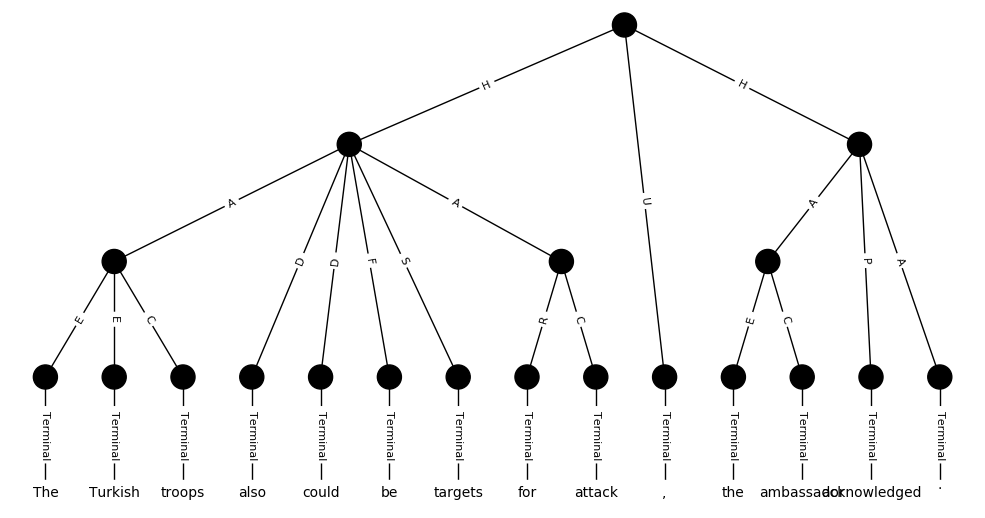 H H
U
A A A P A
D D F S
E E C R C E C
Terminal Terminal Terminal Terminal Terminal Terminal Terminal Terminal Terminal Terminal Terminal Terminal Terminal Terminal
The Turkish troops also could be targets for attack , the ambassador acknowledged .